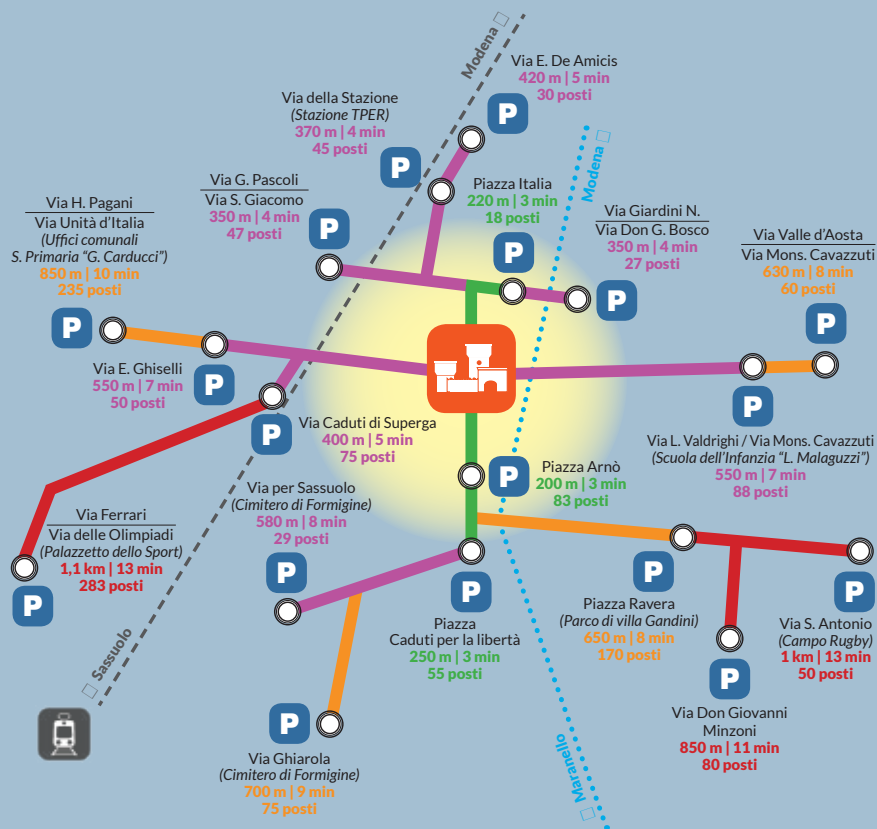 Modena
Via E. De Amicis
420 m | 5 min
30 posti
P
Via della Stazione
(Stazione TPER)
370 m | 4 min
45 posti
P
Modena
Via G. Pascoli
Via S. Giacomo
350 m | 4 min
47 posti
P
Piazza Italia
220 m | 3 min
18 posti
P
Via Giardini N.
Via Don G. Bosco
350 m | 4 min
27 posti
P
Via H. Pagani
Via Unità d'Italia
(Uffici comunali
S. Primaria “G. Carducci”)
850 m | 10 min
235 posti
P
Via Valle d'Aosta
Via Mons. Cavazzuti
630 m | 8 min
60 posti
P
Via E. Ghiselli
550 m | 7 min
50 posti
P
Via Caduti di Superga
400 m | 5 min
75 posti
P
P
Via L. Valdrighi / Via Mons. Cavazzuti
(Scuola dell'Infanzia “L. Malaguzzi”)
550 m | 7 min
88 posti
Piazza Arnò
200 m | 3 min
83 posti
P
Via per Sassuolo
(Cimitero di Formigine)
580 m | 8 min
29 posti
P
Via Ferrari
Via delle Olimpiadi
(Palazzetto dello Sport)
1,1 km | 13 min
283 posti
P
P
Piazza
Caduti per la libertà
250 m | 3 min
55 posti
P
Piazza Ravera
(Parco di villa Gandini)
650 m | 8 min
170 posti
P
Via S. Antonio
(Campo Rugby)
1 km | 13 min
50 posti
Sassuolo
P
Via Don Giovanni
Minzoni
850 m | 11 min
80 posti
P
Via Ghiarola
(Cimitero di Formigine)
700 m | 9 min
75 posti
Maranello